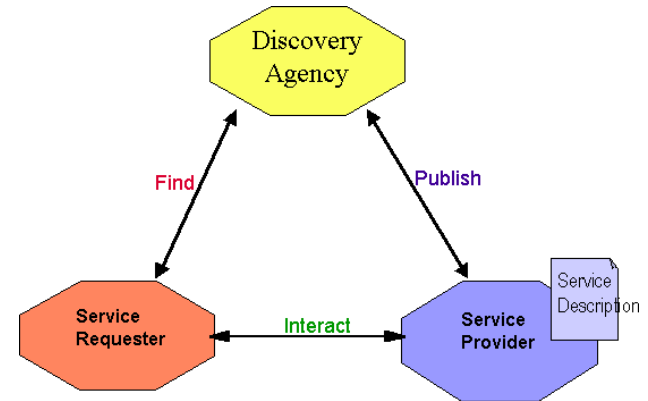 Discovery
Agency
Find
Publish
Service
Description
Service
Requester
Interact
Service
Provider